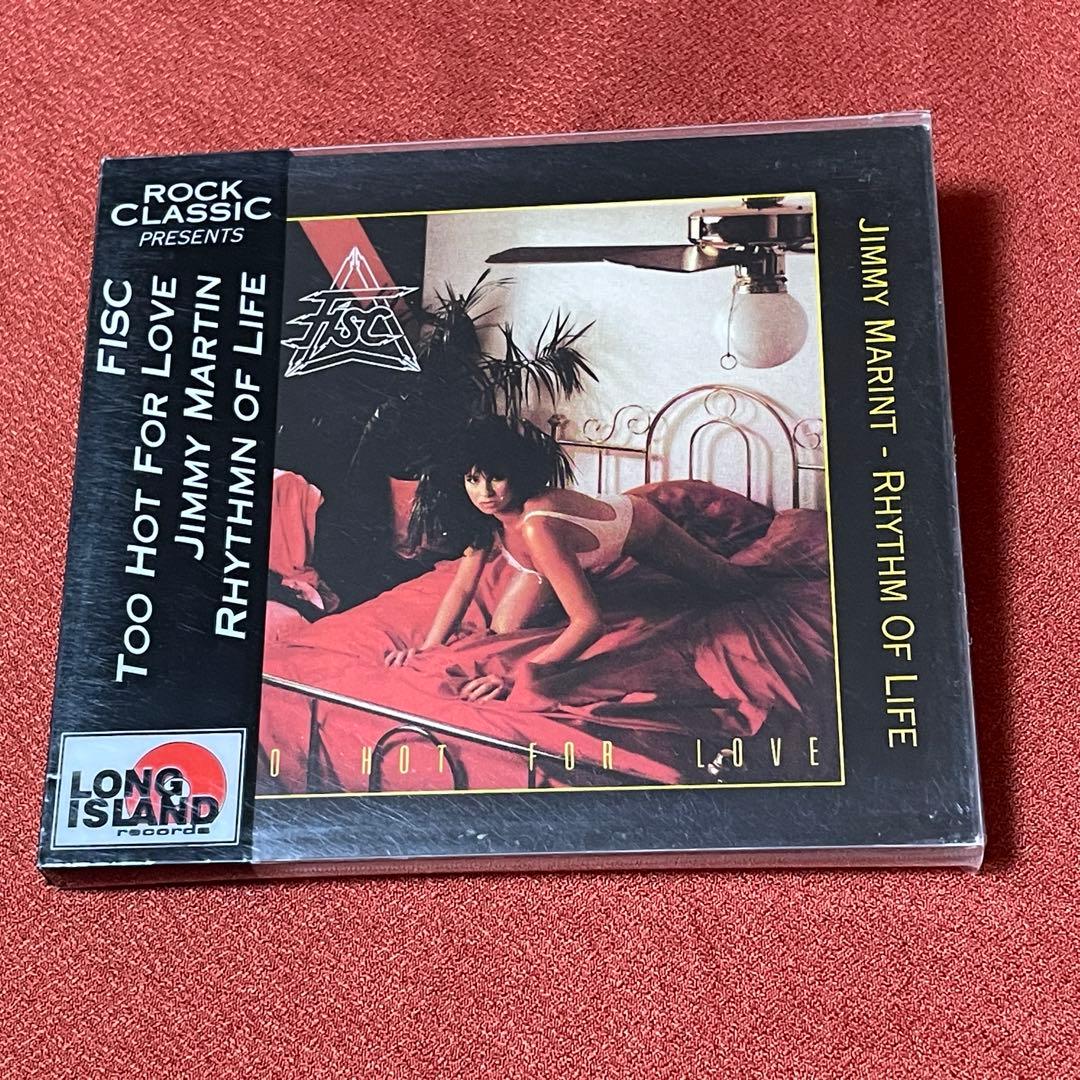 ROCK
CLASSIC
PRESENTS
FISC
TOO HOT FOR LOVE
JIMMY MARTIN
RHYTHMN OF LIFE
LONG
ISLAND
records
FISC
O HOT FOR LOVE
JIMMY MARINT - RHYTHM OF LIFE